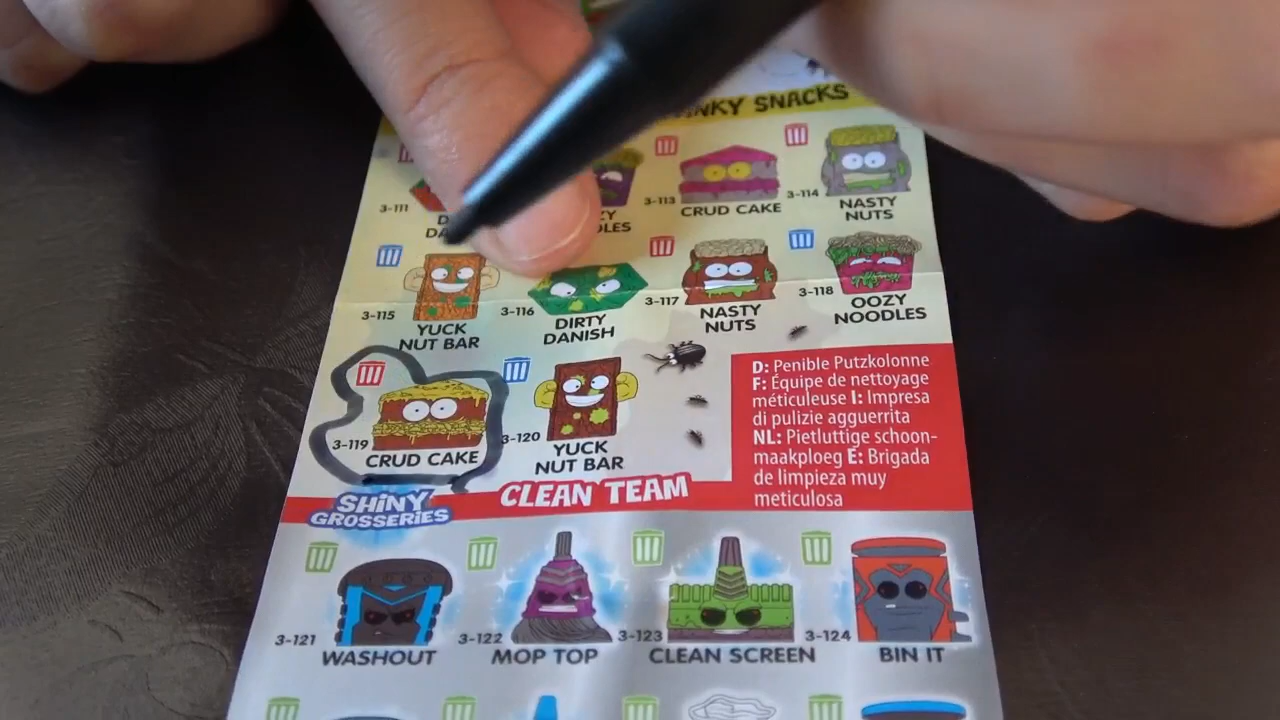 SNACKS
3-111
3-113
CRUD CAKE
3-114
NASTY
NUTS
3-115
YUCK
NUT BAR
3-116
DIRTY
DANISH
3-117
NASTY
NUTS
3-118
OOZY
NOODLES
3-119
CRUD CAKE
3-120
YUCK
NUT BAR
D: Penible Putzkolonne
F: Équipe de nettoyage
méticuleuse I: Impresa
di pulizie agguerrita
NL: Pietluttige schoon-
maakploeg E: Brigada
de limpieza muy
meticulosa
SHiNY
GROSSERiES
CLEAN TEAM
3-121
WASHOUT
3-122
MOP TOP
3-123
CLEAN SCREEN
3-124
BIN IT